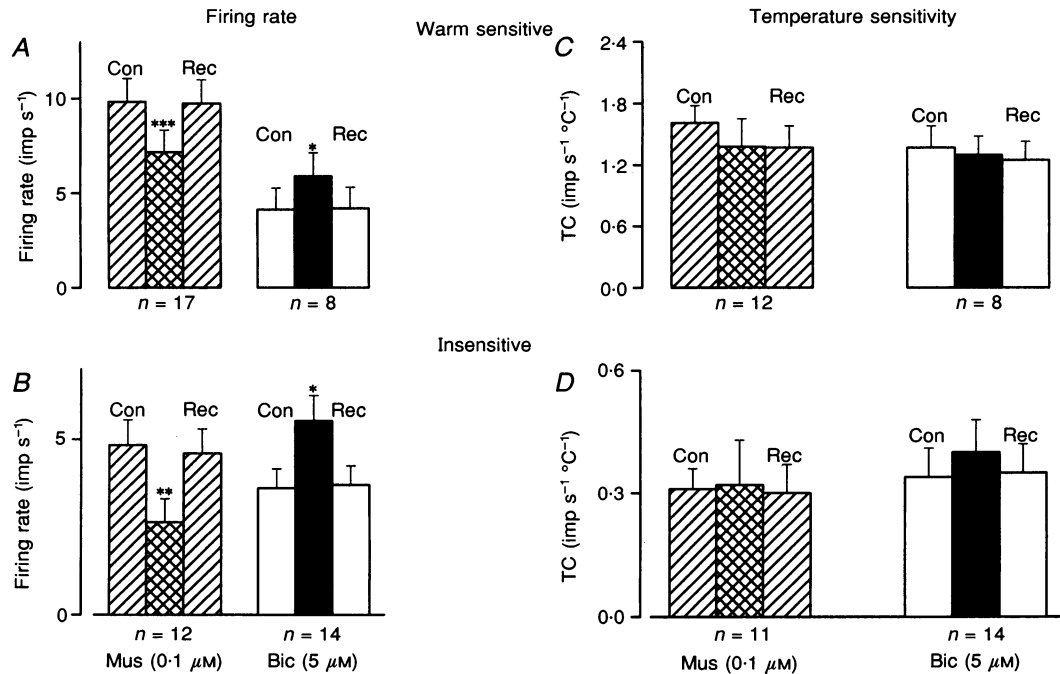 Firing rate
Temperature sensitivity
Warm sensitive
A
Firing rate (imp s⁻¹)
10
5
0
Con
***
Rec
Con
*
Rec
n = 17
n = 8
C
TC (imp s⁻¹ °C⁻¹)
2·4
1·8
1·2
0·6
0·0
Con
Rec
Con
Rec
n = 12
n = 8
Insensitive
B
Firing rate (imp s⁻¹)
5
0
Con
**
Rec
Con
*
Rec
n = 12
n = 14
Mus (0·1 μM)
Bic (5 μM)
D
TC (imp s⁻¹ °C⁻¹)
0·6
0·3
0·0
Con
Rec
Con
Rec
n = 11
n = 14
Mus (0·1 μM)
Bic (5 μM)